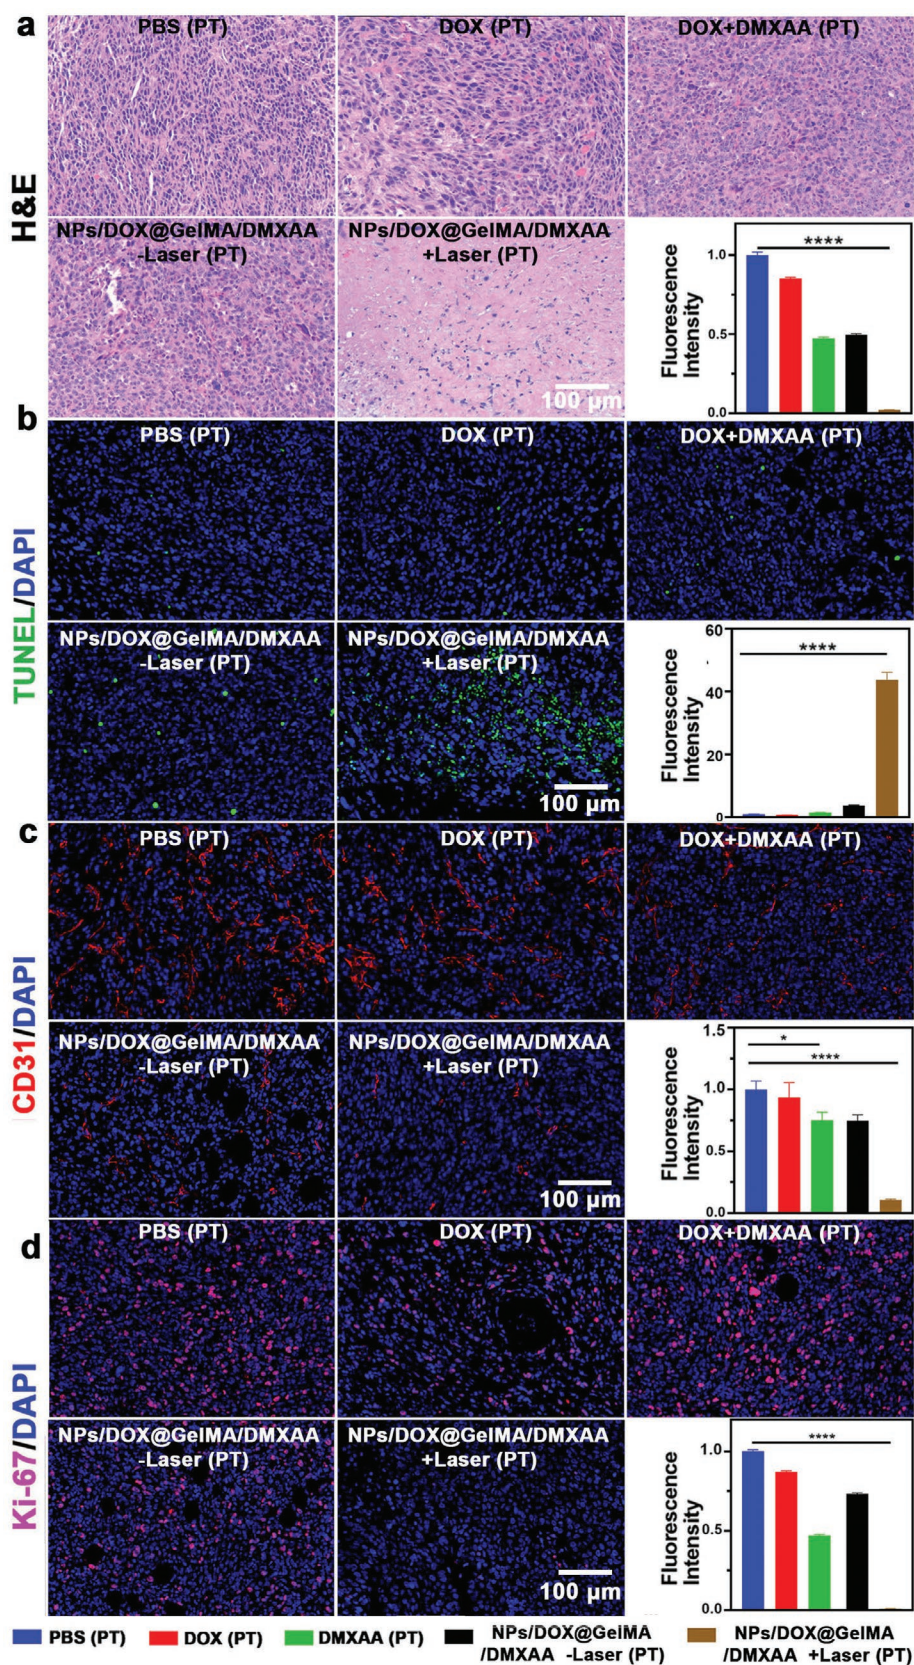 a
PBS (PT)
DOX (PT)
DOX+DMXAA (PT)
H&E
NPs/DOX@GelMA/DMXAA
-Laser (PT)
NPs/DOX@GelMA/DMXAA
+Laser (PT)
100 μm
Fluorescence
Intensity
1.0
0.5
0.0
****
b
PBS (PT)
DOX (PT)
DOX+DMXAA (PT)
TUNEL/DAPI
NPs/DOX@GelMA/DMXAA
-Laser (PT)
NPs/DOX@GelMA/DMXAA
+Laser (PT)
100 μm
Fluorescence
Intensity
60
40
20
0
****
c
PBS (PT)
DOX (PT)
DOX+DMXAA (PT)
CD31/DAPI
NPs/DOX@GelMA/DMXAA
-Laser (PT)
NPs/DOX@GelMA/DMXAA
+Laser (PT)
100 μm
Fluorescence
Intensity
1.5
1.0
0.5
0.0
*
****
d
PBS (PT)
DOX (PT)
DOX+DMXAA (PT)
Ki-67/DAPI
NPs/DOX@GelMA/DMXAA
-Laser (PT)
NPs/DOX@GelMA/DMXAA
+Laser (PT)
100 μm
Fluorescence
Intensity
1.0
0.5
0.0
****
PBS (PT)
DOX (PT)
DMXAA (PT)
NPs/DOX@GelMA
/DMXAA -Laser (PT)
NPs/DOX@GelMA
/DMXAA +Laser (PT)